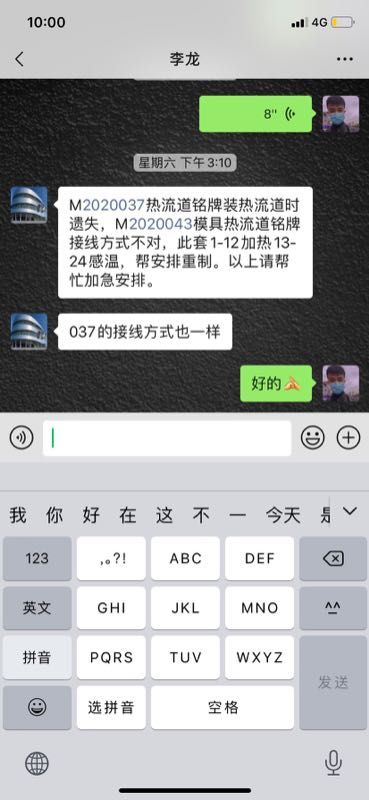 10:00
4G
李龙
8"
星期六 下午3:10
M2020037热流道铭牌装热流道时
遗失，M2020043模具热流道铭牌
接线方式不对，此套1-12加热13-
24感温，帮安排重制。以上请帮
忙加急安排。
037的接线方式也一样
好的
我 你 好 在 这 不 一 今天 是
123 ,。?! ABC DEF
英文 GHI JKL MNO ^^
拼音 PQRS TUV WXYZ 发送
选拼音 空格